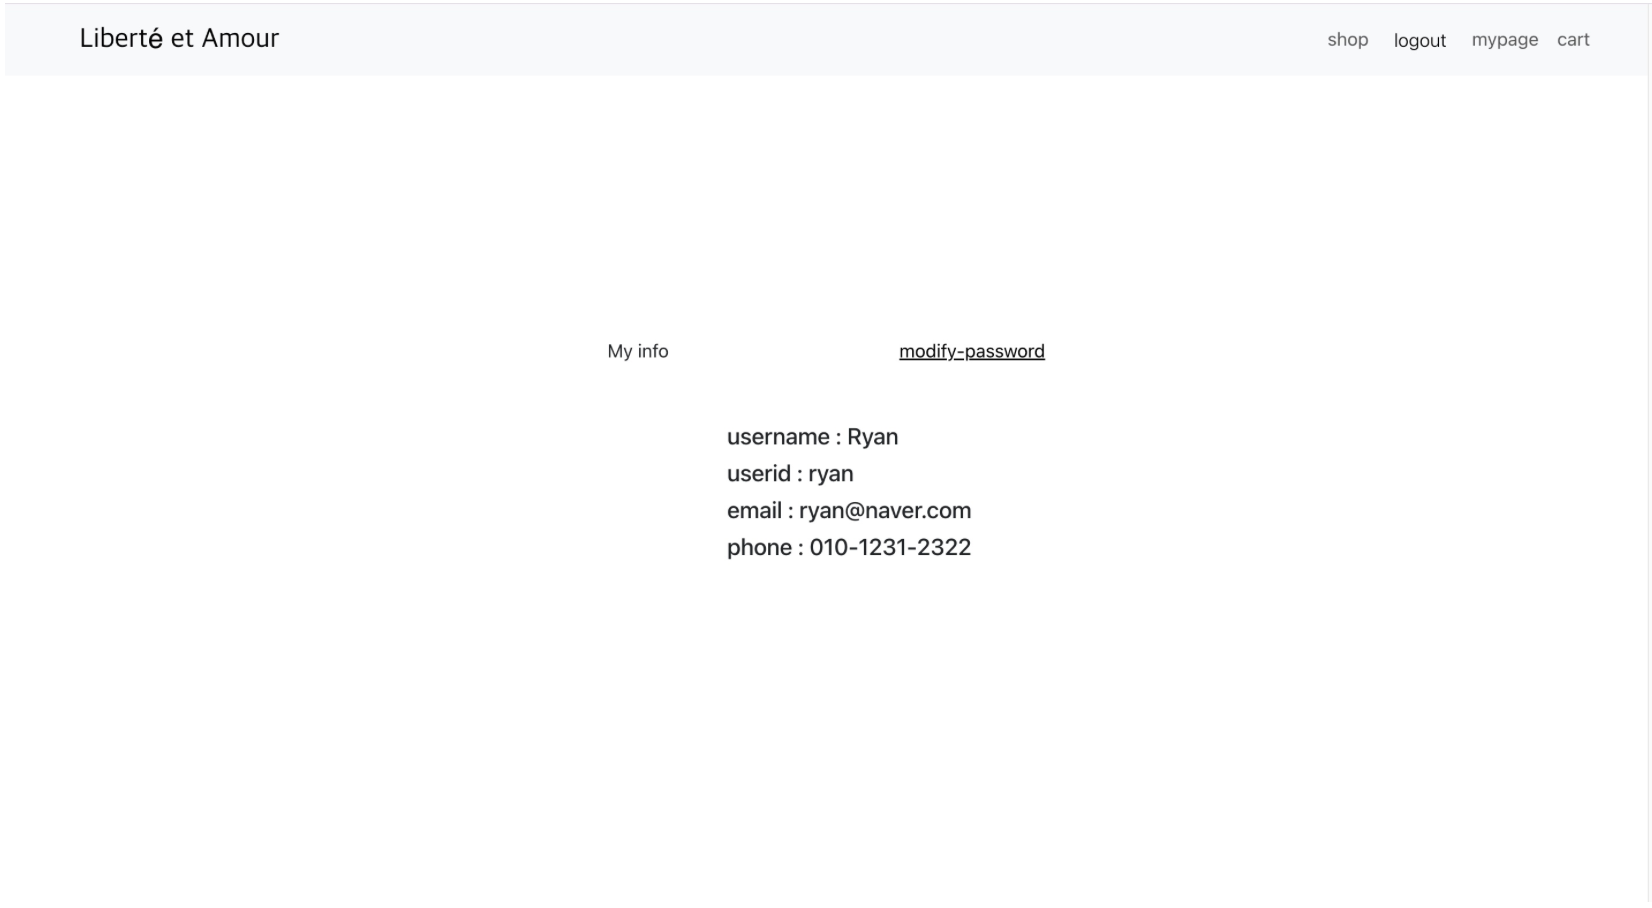 Liberté et Amour shop logout mypage cart
My info modify-password
username : Ryan
userid : ryan
email : ryan@naver.com
phone : 010-1231-2322